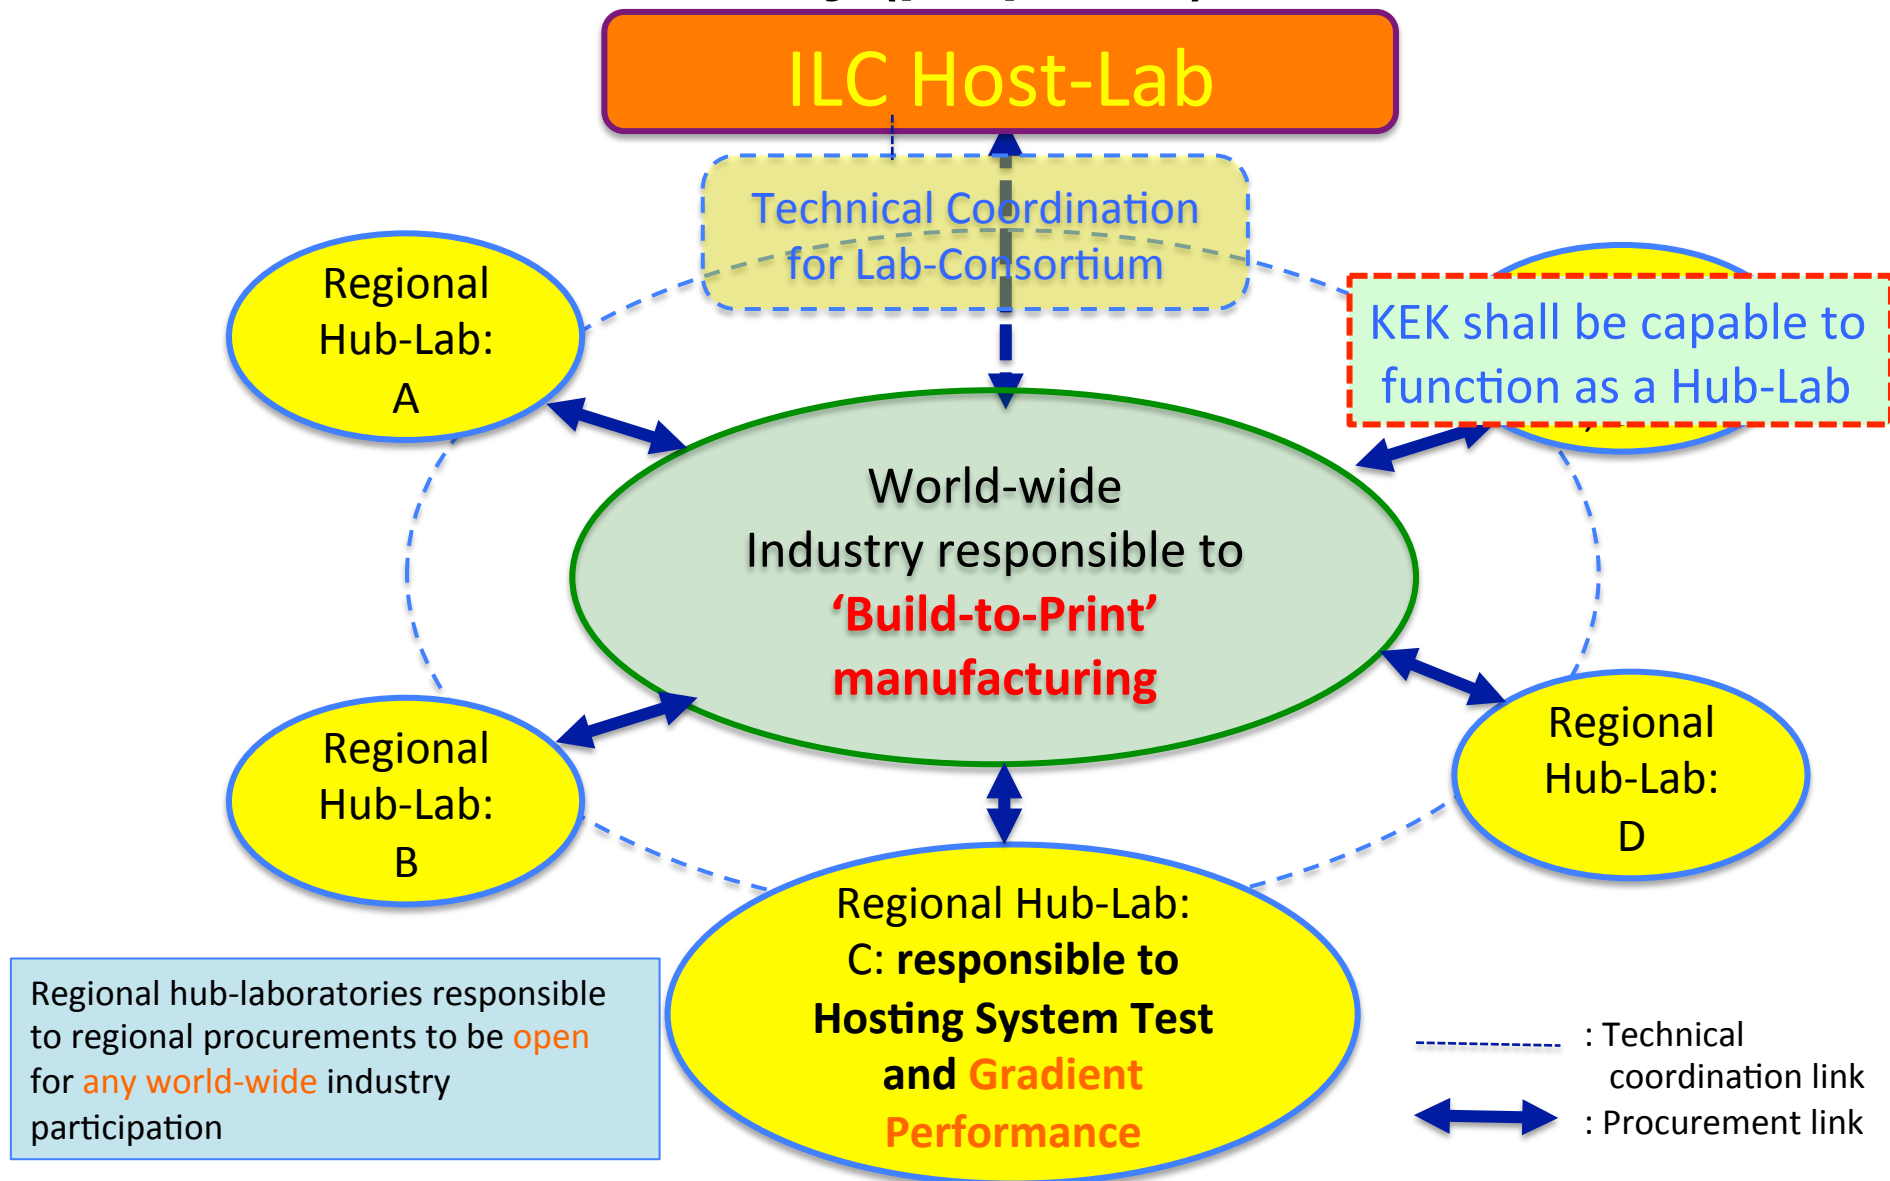 ILC Host-Lab
Technical Coordination
for Lab-Consortium
Regional
Hub-Lab:
A
KEK shall be capable to
function as a Hub-Lab
World-wide
Industry responsible to
‘Build-to-Print’
manufacturing
Regional
Hub-Lab:
B
Regional
Hub-Lab:
D
Regional Hub-Lab:
C: responsible to
Hosting System Test
and Gradient
Performance
Regional hub-laboratories responsible
to regional procurements to be open
for any world-wide industry
participation
: Technical
coordination link
: Procurement link